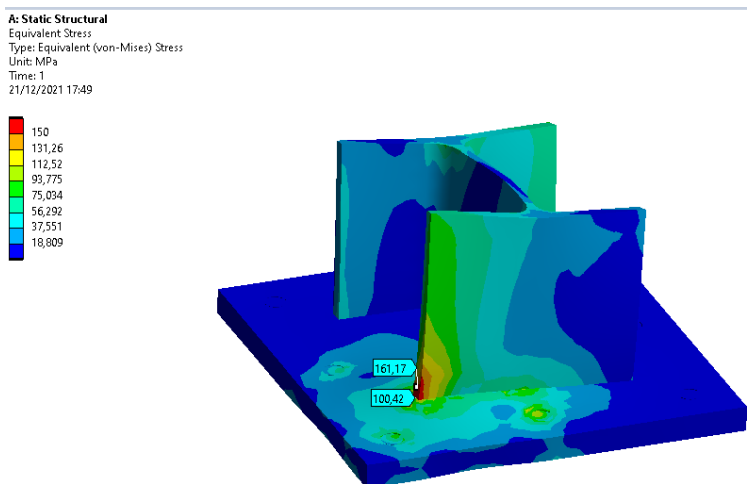 A: Static Structural
Equivalent Stress
Type: Equivalent (von-Mises) Stress
Unit: MPa
Time: 1
21/12/2021 17:49
150
131,26
112,52
93,775
75,034
56,292
37,551
18,809
161,17
100,42